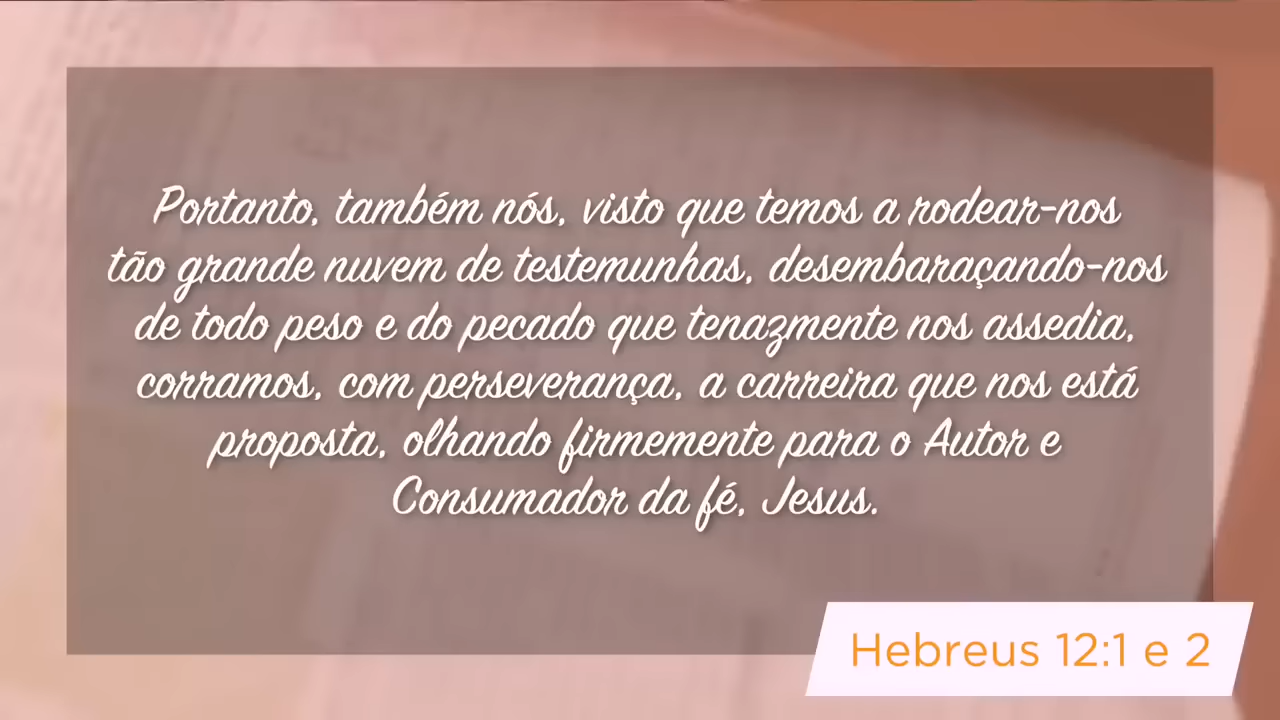 Portanto, também nós, visto que temos a rodear-nos
tão grande nuvem de testemunhas, desembaraçando-nos
de todo peso e do pecado que tenazmente nos assedia,
corramos, com perseverança, a carreira que nos está
proposta, olhando firmemente para o Autor e
Consumador da fé, Jesus.
Hebreus 12:1 e 2